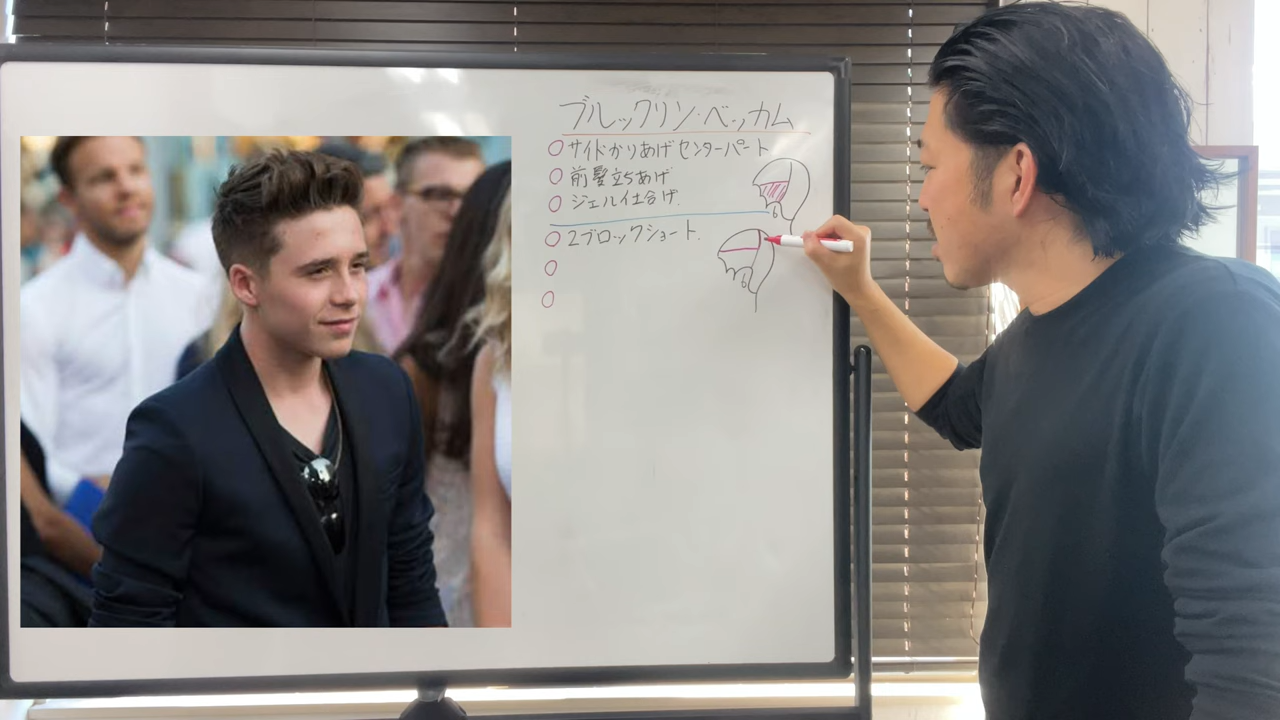 ブルックリン・ベッカム
○サイドかりあげセンターパート
○前髪立ちあげ
○ジェル仕上げ.
○2ブロックショート.
○
○